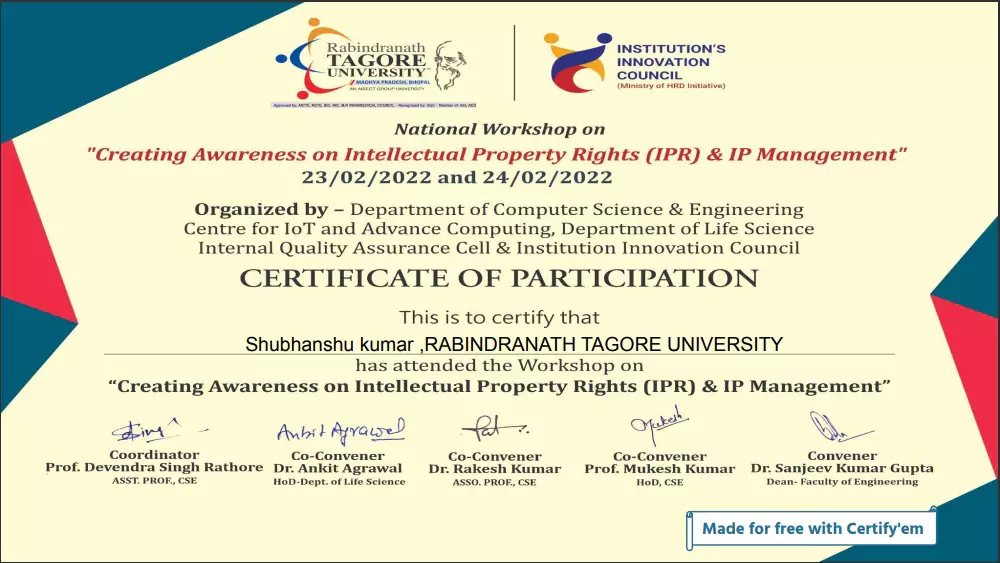 Rabindranath
TAGORE
UNIVERSITY™
MADHYA PRADESH, BHOPAL
AN AISECT GROUP UNIVERSITY
INSTITUTION'S
INNOVATION
COUNCIL
(Ministry of HRD Initiative)
National Workshop on
"Creating Awareness on Intellectual Property Rights (IPR) & IP Management"
23/02/2022 and 24/02/2022
Organized by – Department of Computer Science & Engineering
Centre for IoT and Advance Computing, Department of Life Science
Internal Quality Assurance Cell & Institution Innovation Council
CERTIFICATE OF PARTICIPATION
This is to certify that
Shubhanshu kumar ,RABINDRANATH TAGORE UNIVERSITY
has attended the Workshop on
“Creating Awareness on Intellectual Property Rights (IPR) & IP Management”
Ankit Agrawal
Mukesh
Coordinator
Prof. Devendra Singh Rathore
ASST. PROF., CSE
Co-Convener
Dr. Ankit Agrawal
HoD-Dept. of Life Science
Co-Convener
Dr. Rakesh Kumar
ASSO. PROF., CSE
Co-Convener
Prof. Mukesh Kumar
HoD, CSE
Convener
Dr. Sanjeev Kumar Gupta
Dean- Faculty of Engineering
Made for free with Certify'em